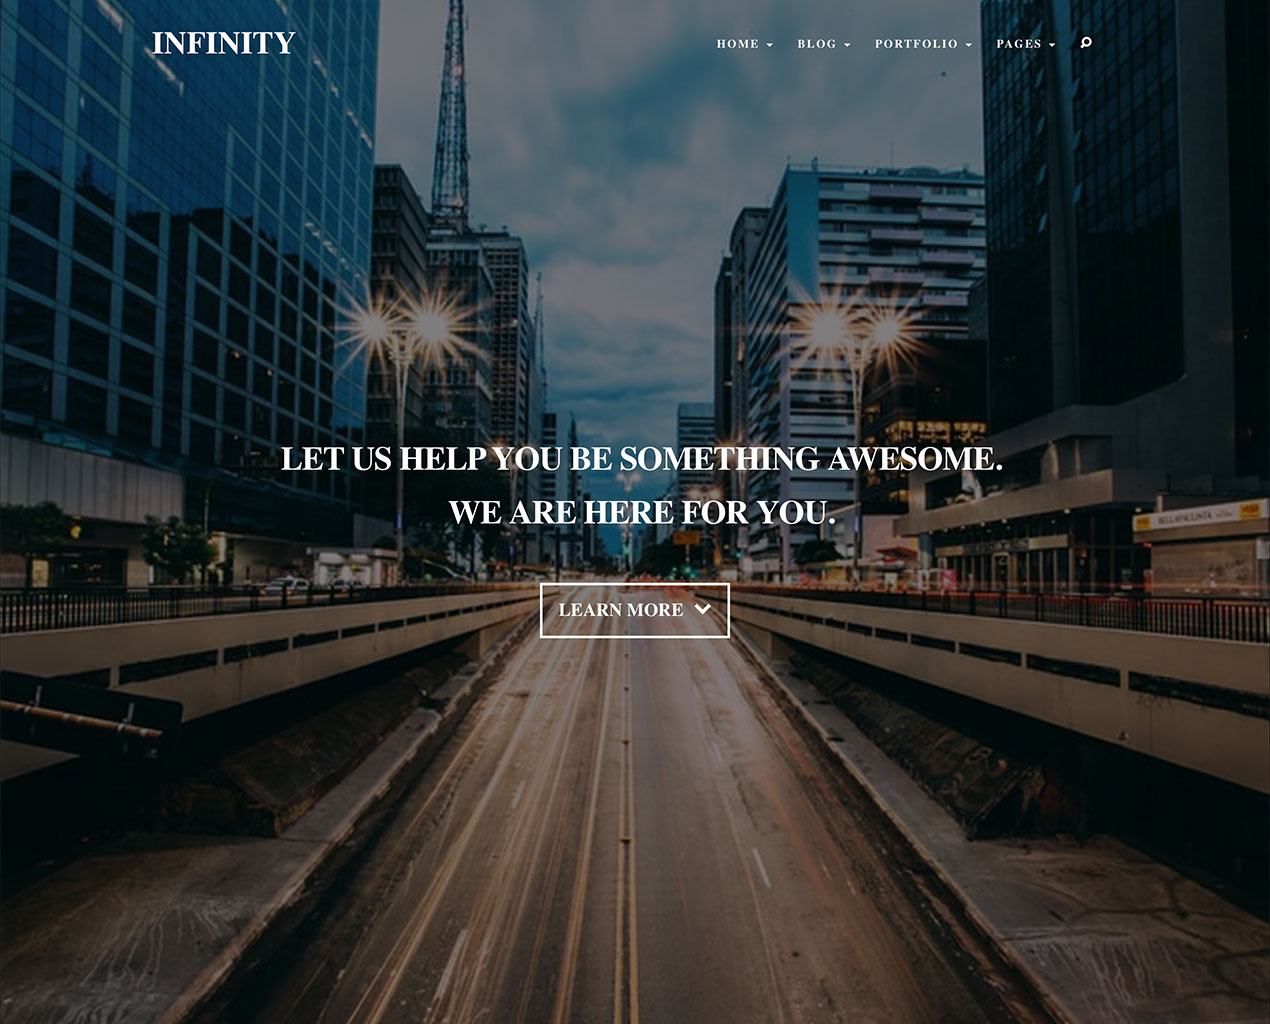 INFINITY
HOME BLOG PORTFOLIO PAGES
LET US HELP YOU BE SOMETHING AWESOME.
WE ARE HERE FOR YOU.
LEARN MORE